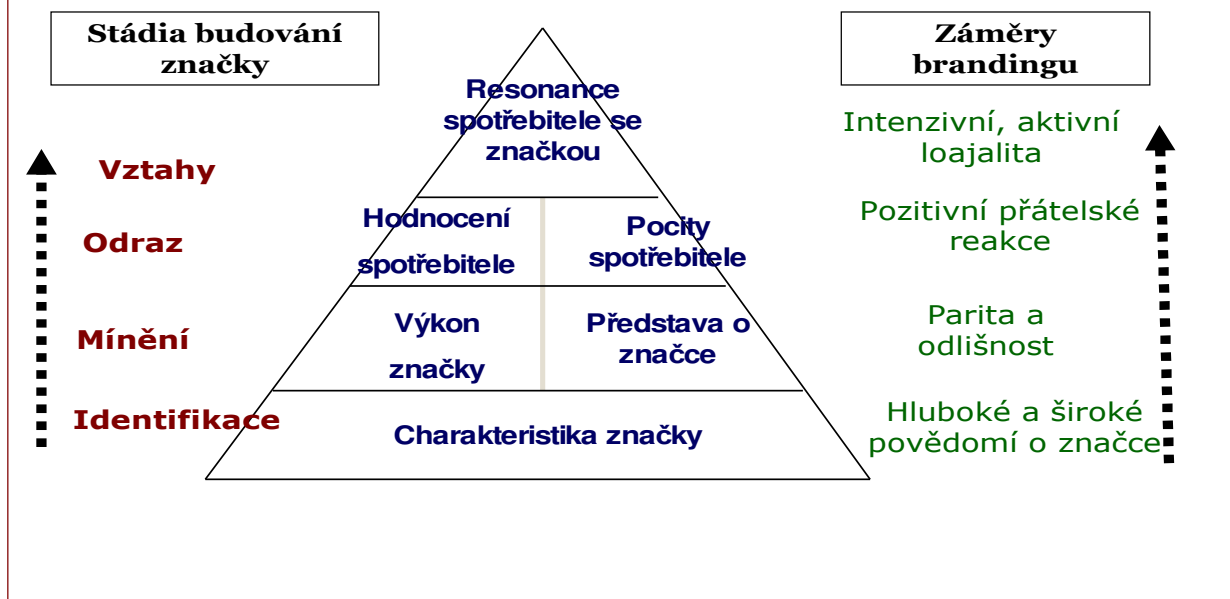 Stádia budování
značky
Záměry
brandingu
Resonance
spotřebitele se
značkou
Intenzivní, aktivní
loajalita
Vztahy
Hodnocení
spotřebitele
Pocity
spotřebitele
Pozitivní přátelské
reakce
Odraz
Výkon
značky
Představa o
značce
Parita a
odlišnost
Mínění
Identifikace
Charakteristika značky
Hluboké a široké
povědomí o značce